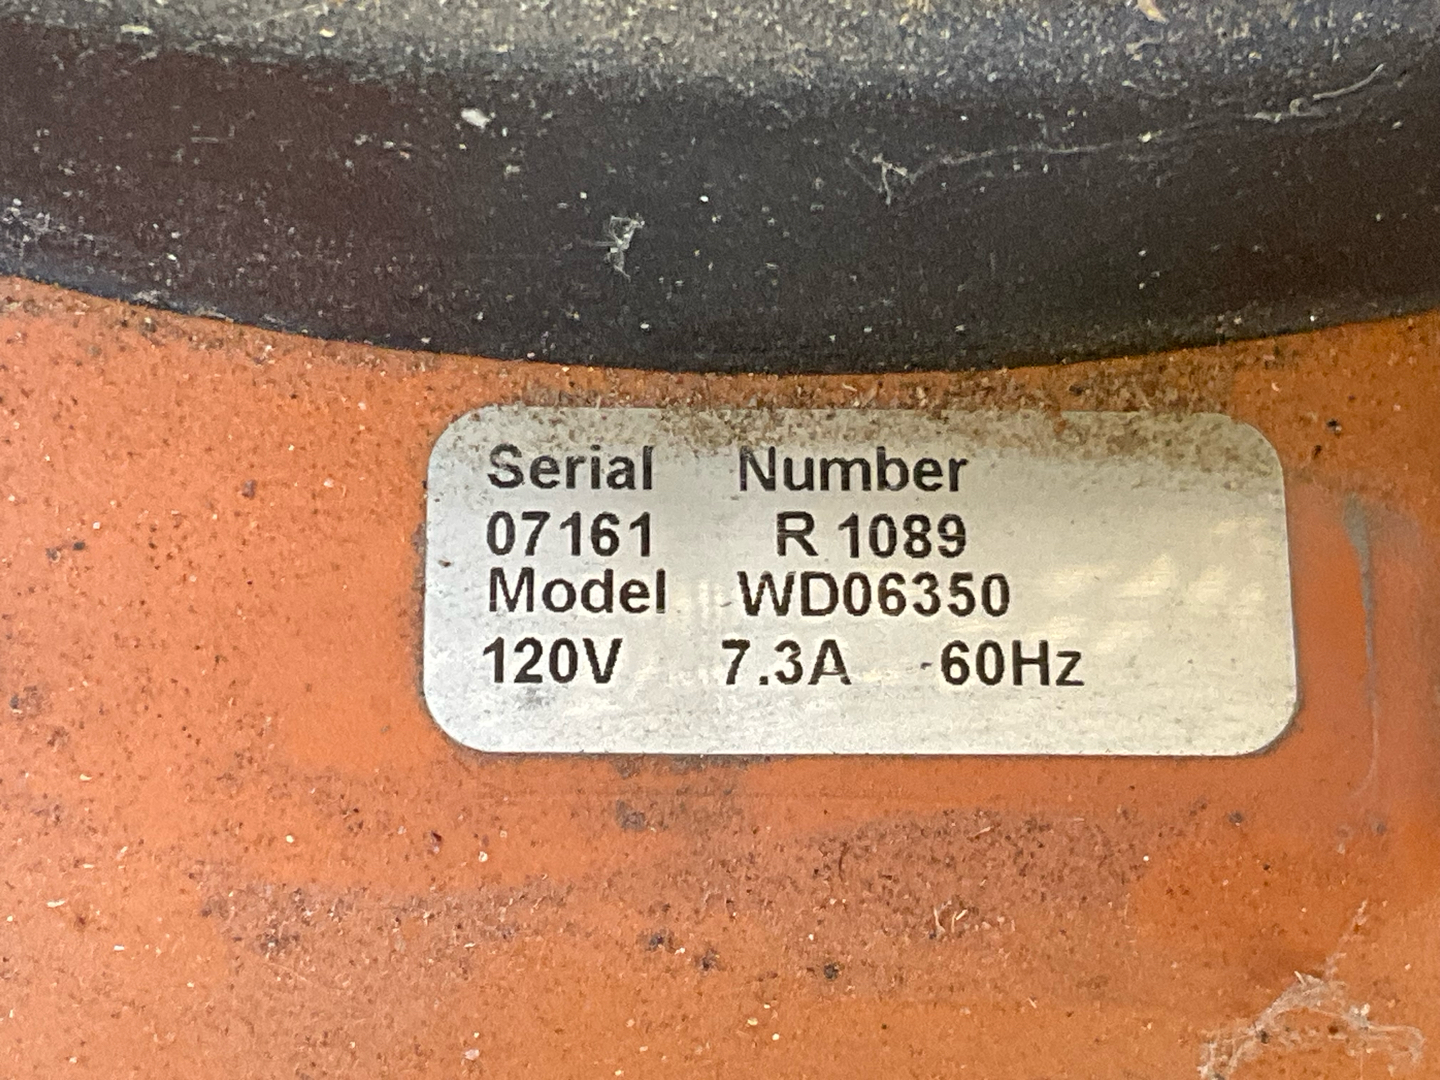 Serial Number
07161 R 1089
Model WD06350
120V 7.3A 60Hz